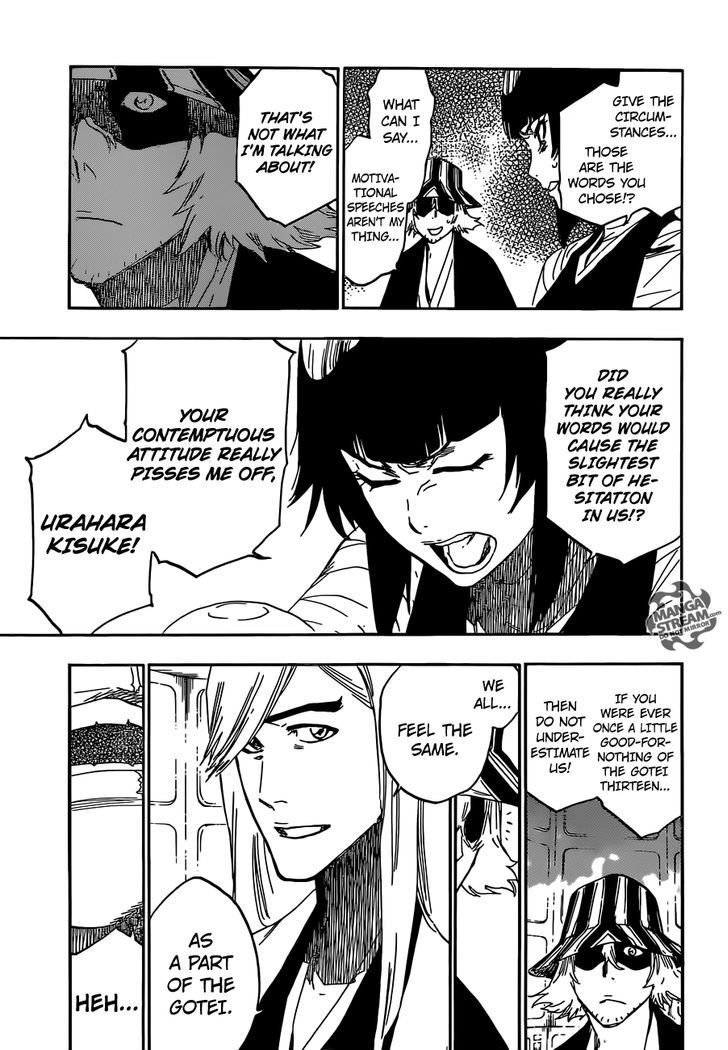 GIVE THE
CIRCUM-
STANCES...
THOSE
ARE THE
WORDS YOU
CHOSE!?
WHAT
CAN I
SAY...
MOTIVA-
TIONAL
SPEECHES
AREN'T MY
THING...
THAT'S
NOT WHAT
I'M TALKING
ABOUT!
DID
YOU REALLY
THINK YOUR
WORDS WOULD
CAUSE THE
SLIGHTEST
BIT OF HE-
SITATION
IN US!?
YOUR
CONTEMPTUOUS
ATTITUDE REALLY
PISSES ME OFF,
URAHARA
KISUKE!
MANGA
STREAM.com
DO NOT MIRROR
IF YOU
WERE EVER
ONCE A LITTLE
GOOD-FOR-
NOTHING OF
THE GOTEI
THIRTEEN...
THEN
DO NOT
UNDER-
ESTIMATE
US!
WE
ALL...
FEEL THE
SAME.
AS
A PART
OF THE
GOTEI.
HEH...